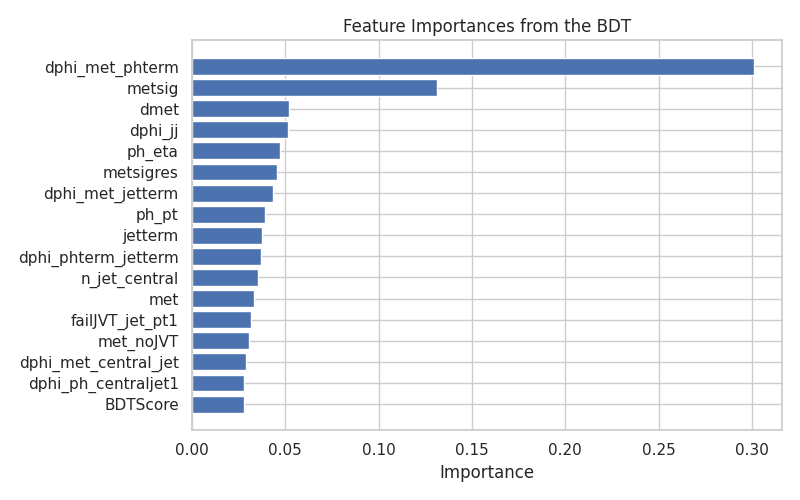 Feature Importances from the BDT
dphi_met_phterm
metsig
dmet
dphi_jj
ph_eta
metsigres
dphi_met_jetterm
ph_pt
jetterm
dphi_phterm_jetterm
n_jet_central
met
failJVT_jet_pt1
met_noJVT
dphi_met_central_jet
dphi_ph_centraljet1
BDTScore
0.00 0.05 0.10 0.15 0.20 0.25 0.30
Importance